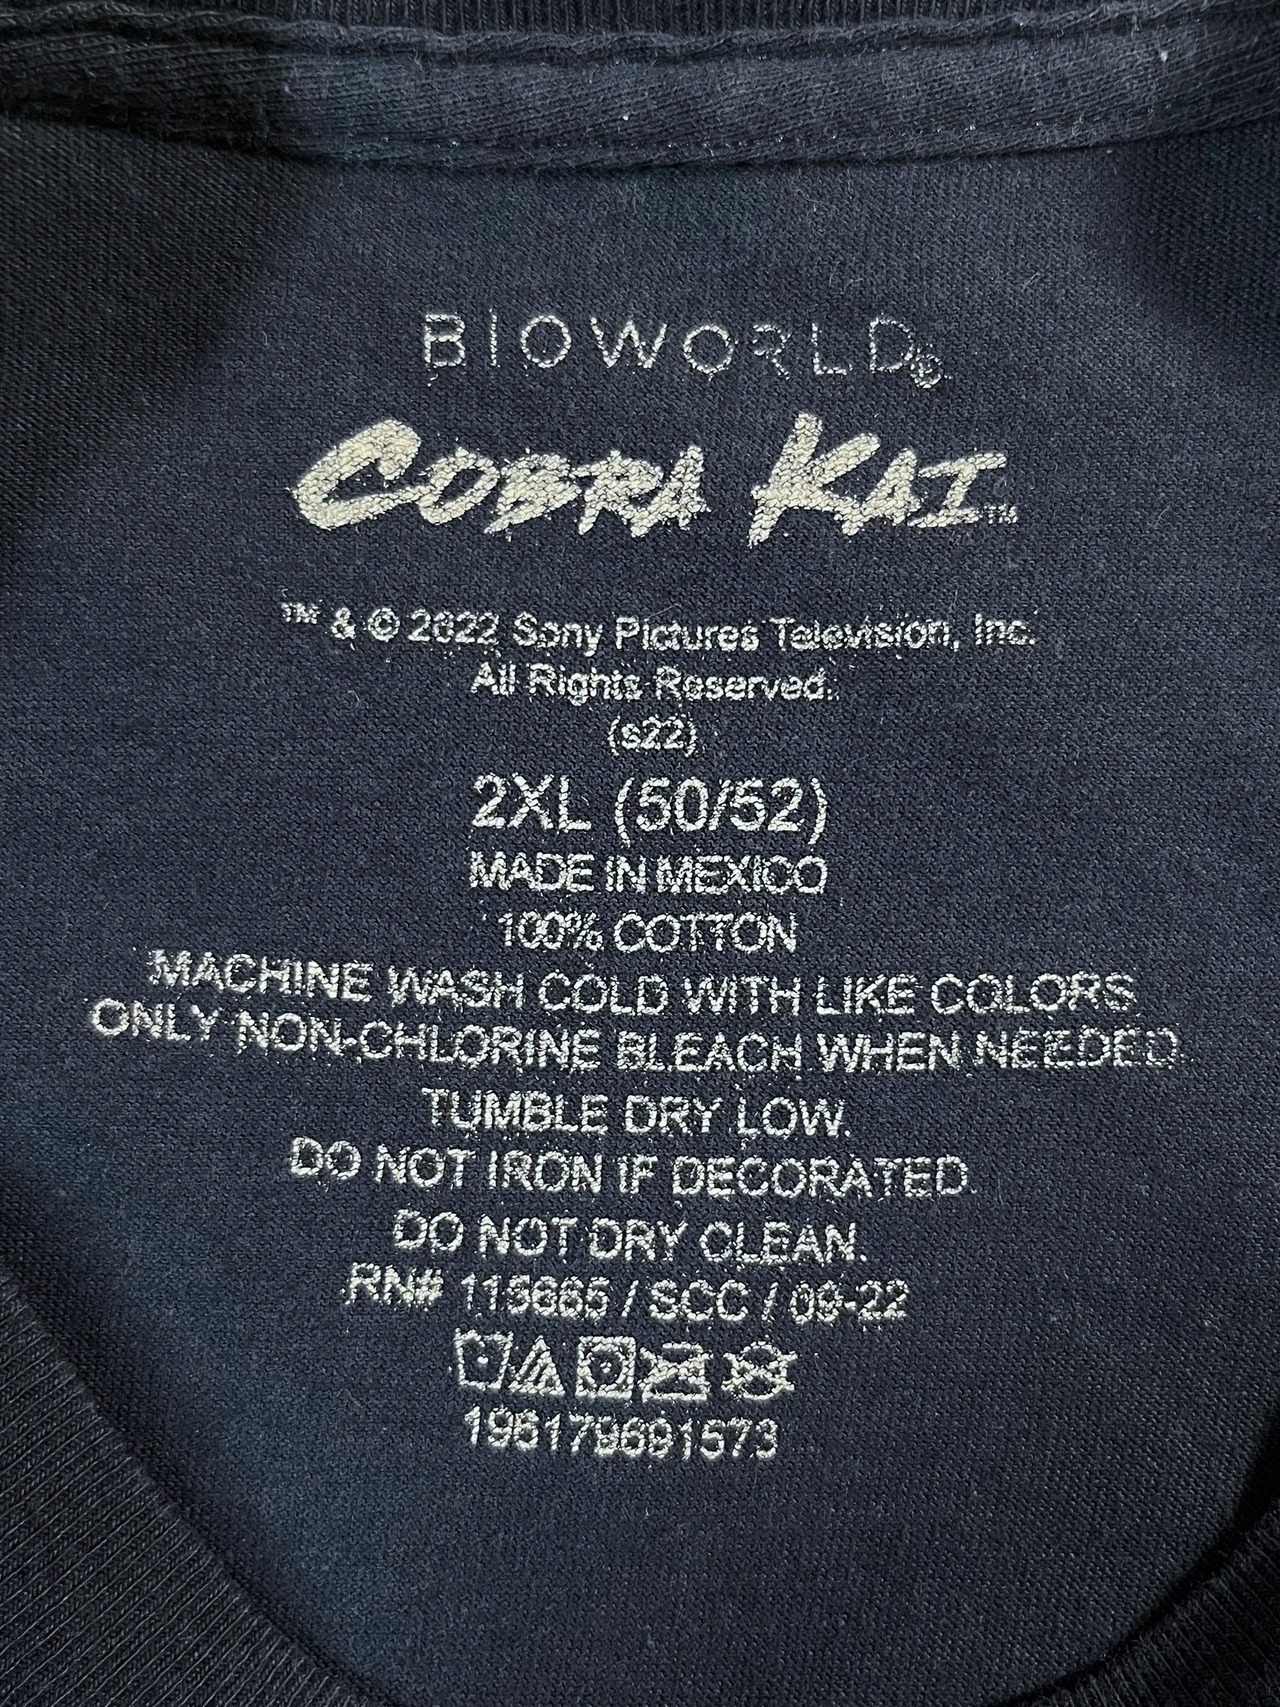 BIOWORLD®
COBRA KAI™
™ & © 2022 Sony Pictures Television, Inc.
All Rights Reserved.
(s22)
2XL (50/52)
MADE IN MEXICO
100% COTTON
MACHINE WASH COLD WITH LIKE COLORS
ONLY NON-CHLORINE BLEACH WHEN NEEDED
TUMBLE DRY LOW.
DO NOT IRON IF DECORATED.
DO NOT DRY CLEAN.
RN# / SCC / 09-22